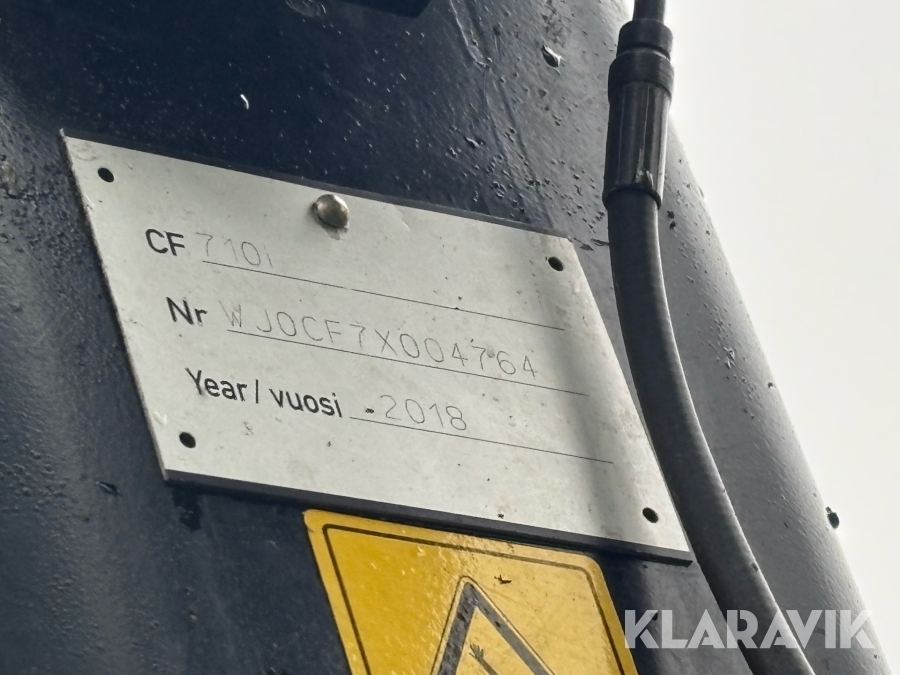 CF 710i
Nr WJ0CF7X004764
Year / vuosi -2018
KLARAVIK